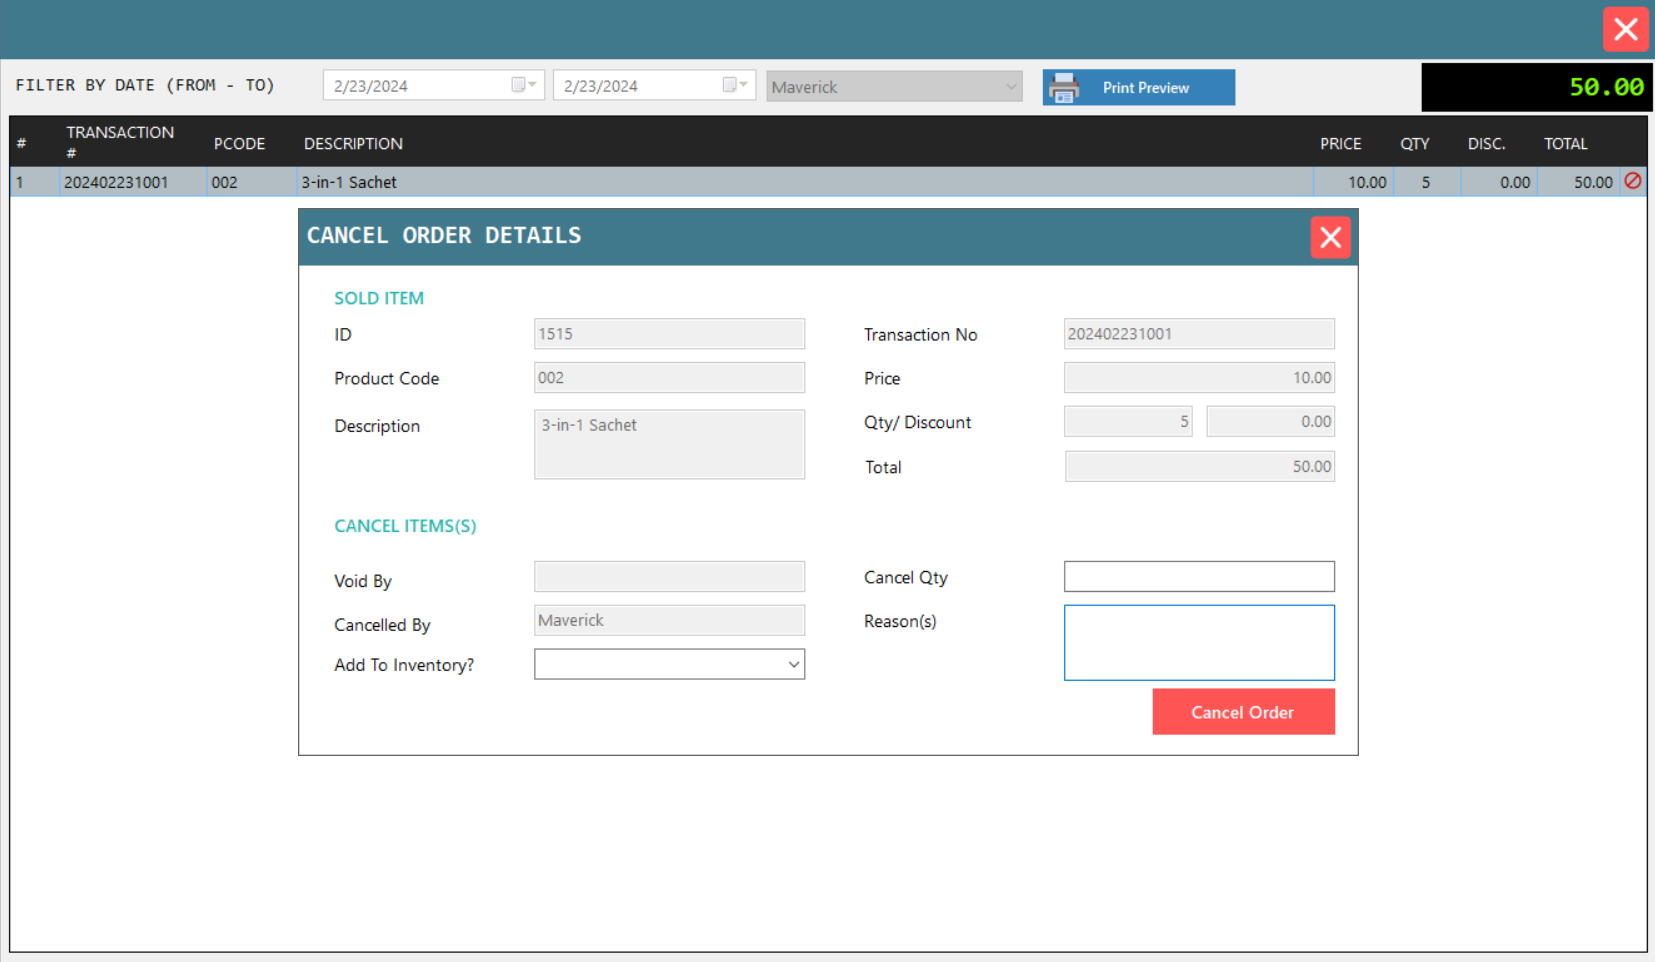 FILTER BY DATE (FROM - TO)
2/23/2024
2/23/2024
Maverick
Print Preview
50.00
# TRANSACTION # PCODE DESCRIPTION PRICE QTY DISC. TOTAL
1 202402231001 002 3-in-1 Sachet 10.00 5 0.00 50.00
CANCEL ORDER DETAILS
SOLD ITEM
ID 1515 Transaction No 202402231001
Product Code 002 Price 10.00
Description 3-in-1 Sachet Qty/ Discount 5 0.00
Total 50.00
CANCEL ITEMS(S)
Void By Cancel Qty
Cancelled By Maverick Reason(s)
Add To Inventory?
Cancel Order